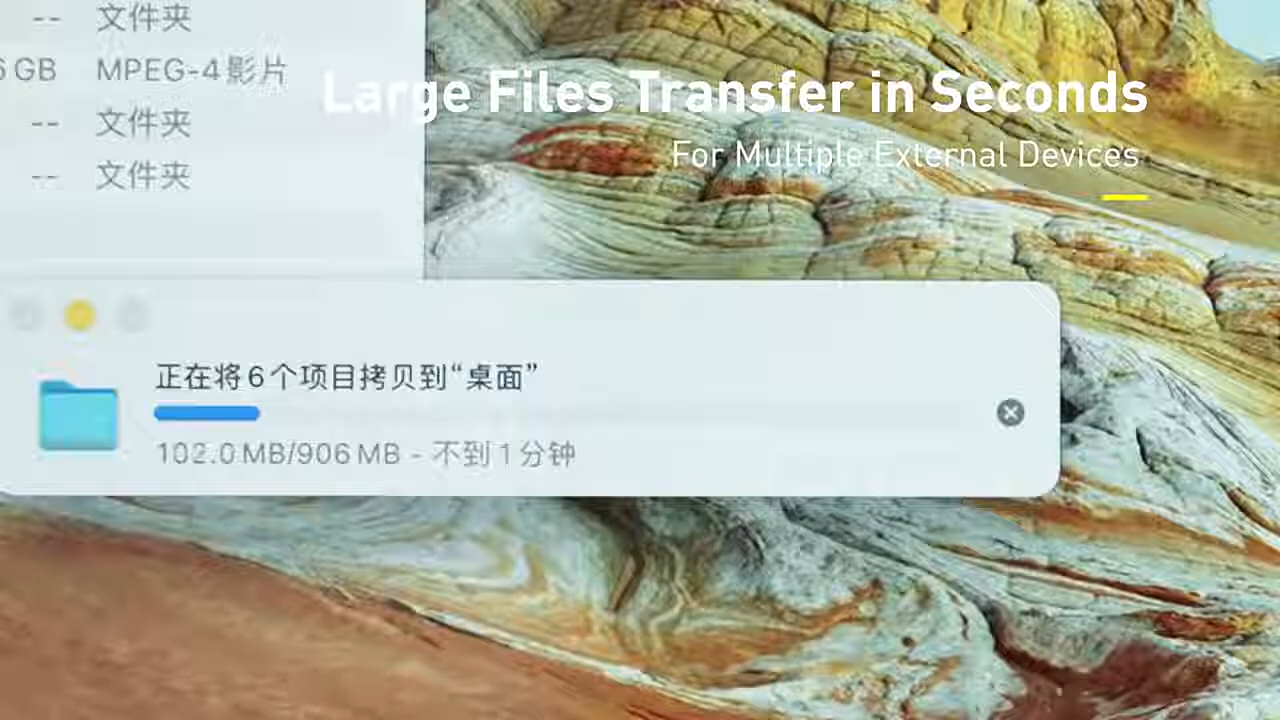 -- 文件夹
GB MPEG-4影片
-- 文件夹
-- 文件夹
Large Files Transfer in Seconds
For Multiple External Devices
正在将6个项目拷贝到“桌面”
102.0 MB/906 MB - 不到1分钟